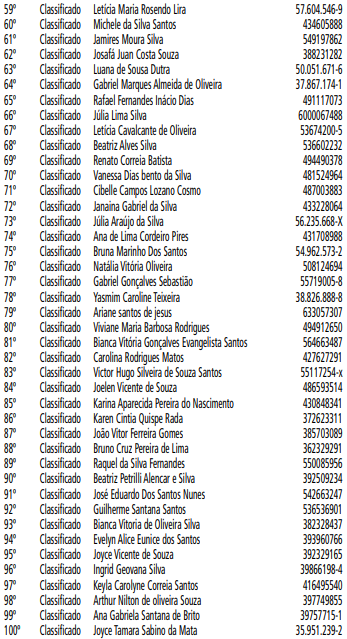 59º Classificado Letícia Maria Rosendo Lira 57.604.546-9
60º Classificado Michele da Silva Santos 434605888
61º Classificado Jamires Moura Silva 549197862
62º Classificado Josafá Juan Costa Souza 388231282
63º Classificado Luana de Sousa Dutra 50.051.671-6
64º Classificado Gabriel Marques Almeida de Oliveira 37.867.174-1
65º Classificado Rafael Fernandes Inácio Dias 491117073
66º Classificado Júlia Lima Silva 6000067488
67º Classificado Letícia Cavalcante de Oliveira 53674200-5
68º Classificado Beatriz Alves Silva 536602232
69º Classificado Renato Correia Batista 494490378
70º Classificado Vanessa Dias bento da Silva 481524964
71º Classificado Cibelle Campos Lozano Cosmo 487003883
72º Classificado Janaina Gabriel da Silva 433228064
73º Classificado Júlia Araújo da Silva 56.235.668-X
74º Classificado Ana de Lima Cordeiro Pires 431708988
75º Classificado Bruna Marinho Dos Santos 54.962.573-2
76º Classificado Natália Vitória Oliveira 508124694
77º Classificado Gabriel Gonçalves Sebastião 55719005-8
78º Classificado Yasmim Caroline Teixeira 38.826.888-8
79º Classificado Ariane santos de jesus 633057307
80º Classificado Viviane Maria Barbosa Rodrigues 494912650
81º Classificado Bianca Vitória Gonçalves Evangelista Santos 564663487
82º Classificado Carolina Rodrigues Matos 427627291
83º Classificado Victor Hugo Silveira de Souza Santos 55117254-x
84º Classificado Joelen Vicente de Souza 486593514
85º Classificado Karina Aparecida Pereira do Nascimento 430848341
86º Classificado Karen Cintia Quispe Rada 372623311
87º Classificado João Vitor Ferreira Gomes 385703089
88º Classificado Bruno Cruz Pereira de Lima 362329291
89º Classificado Raquel da Silva Fernandes 550085956
90º Classificado Beatriz Petrilli Alencar e Silva 392509234
91º Classificado José Eduardo Dos Santos Nunes 542663247
92º Classificado Guilherme Santana Santos 536536901
93º Classificado Bianca Vitoria de Oliveira Silva 382328437
94º Classificado Evelyn Alice Eunice dos Santos 393960766
95º Classificado Joyce Vicente de Souza 392329165
96º Classificado Ingrid Geovana Silva 39866198-4
97º Classificado Keyla Carolyne Correia Santos 416495540
98º Classificado Arthur Nilton de oliveira Souza 397749855
99º Classificado Ana Gabriela Santana de Brito 39757715-1
100º Classificado Joyce Tamara Sabino da Mata 35.951.239-2